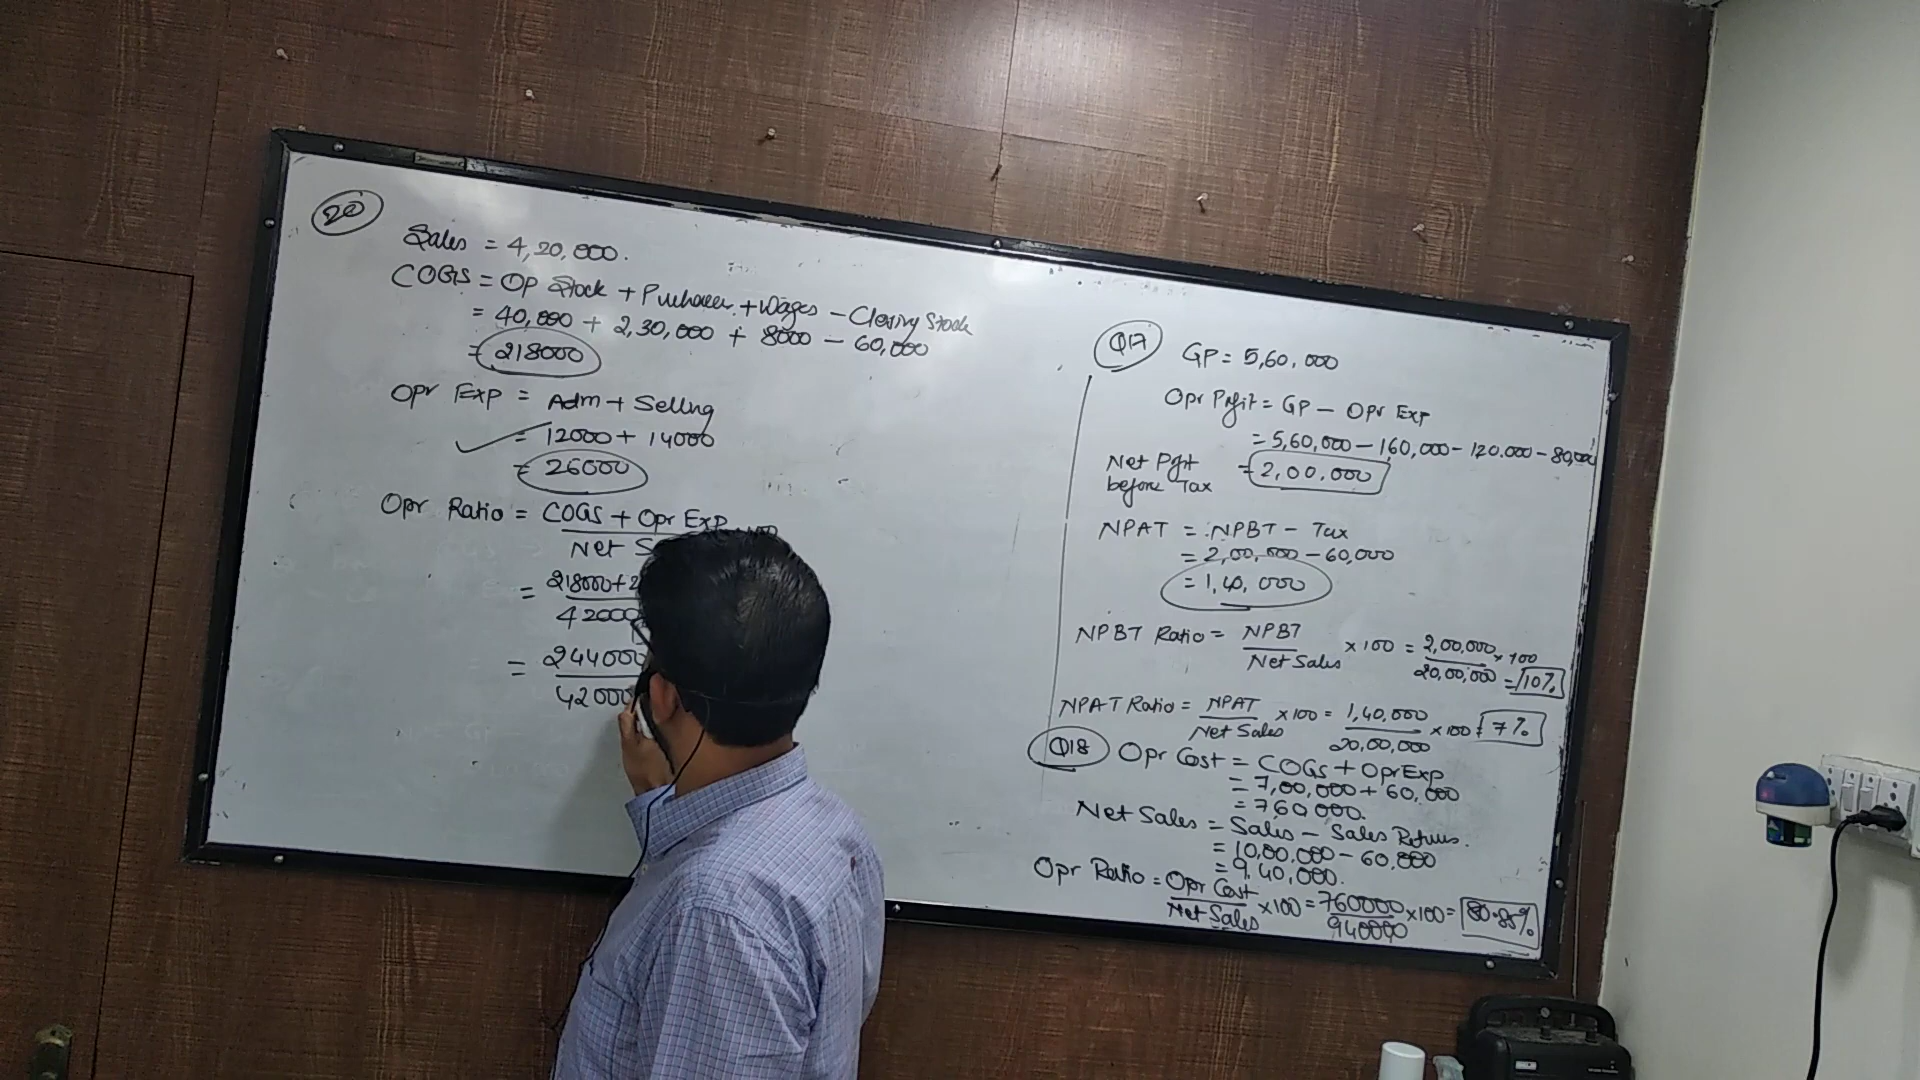 20
Sales = 4,20,000.
COGS = Op Stock + Purchases + Wages - Closing Stock
= 40,000 + 2,30,000 + 8000 - 60,000
= 218000
Opr Exp = Adm + Selling
= 12000 + 14000
= 26000
Opr Ratio = COGS + Opr Exp
Net S
= 218000 + 2
42000
= 244000
42000
Q17
GP = 5,60,000
Opr Profit = GP - Opr Exp
= 5,60,000 - 160,000 - 120.000 - 80,000
Net Pft before Tax = 2,00,000
NPAT = NPBT - Tax
= 2,00,000 - 60,000
= 1,40,000
NPBT Ratio = NPBT / Net Sales × 100 = 2,00,000 / 20,00,000 × 100 = 10%
NPAT Ratio = NPAT / Net Sales × 100 = 1,40,000 / 20,00,000 × 100 = 7%
Q18
Opr Cost = COGS + Opr Exp
= 7,00,000 + 60,000
= 760000.
Net Sales = Sales - Sales Returns.
= 10,00,000 - 60,000
= 9,40,000.
Opr Ratio = Opr Cost / Net Sales × 100 = 760000 / 940000 × 100 = 80.85%